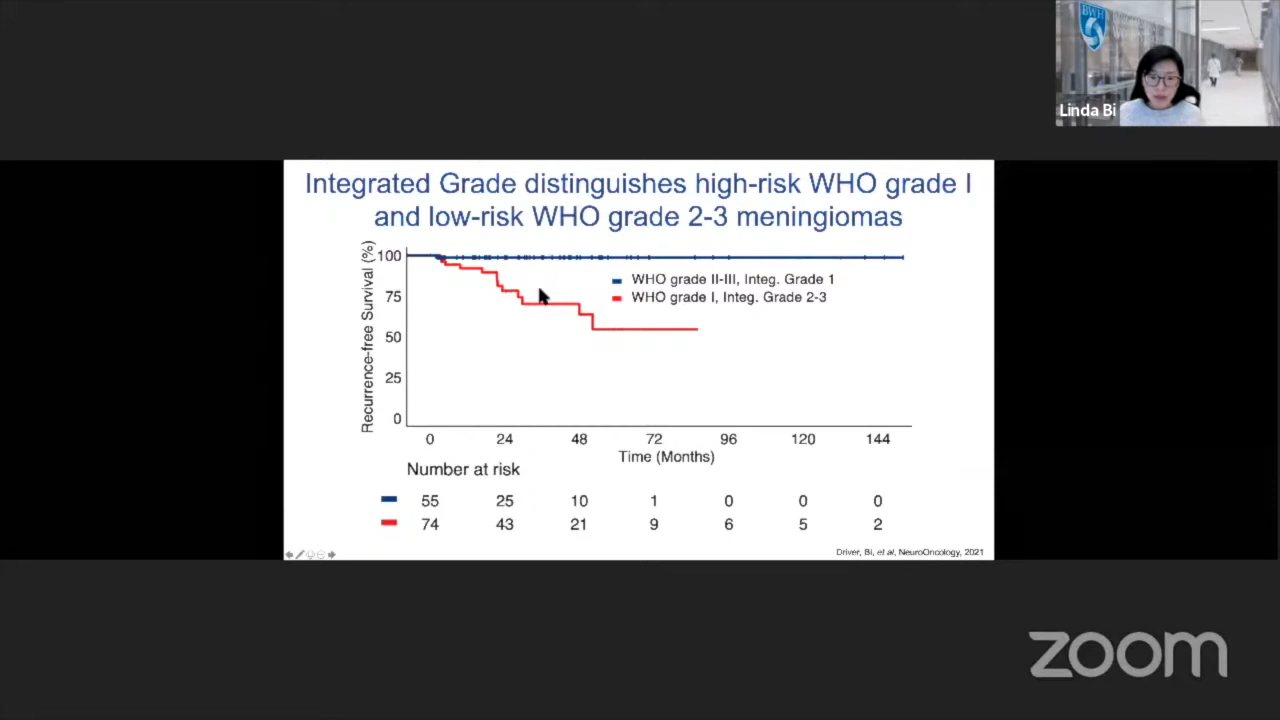 BWH
Linda Bi
Integrated Grade distinguishes high-risk WHO grade I
and low-risk WHO grade 2-3 meningiomas
Recurrence-free Survival (%)
100
75
50
25
0
WHO grade II-III, Integ. Grade 1
WHO grade I, Integ. Grade 2-3
0 24 48 72 96 120 144
Time (Months)
Number at risk
55 25 10 1 0 0 0
74 43 21 9 6 5 2
Driver, Bi, et al, NeuroOncology, 2021
zoom